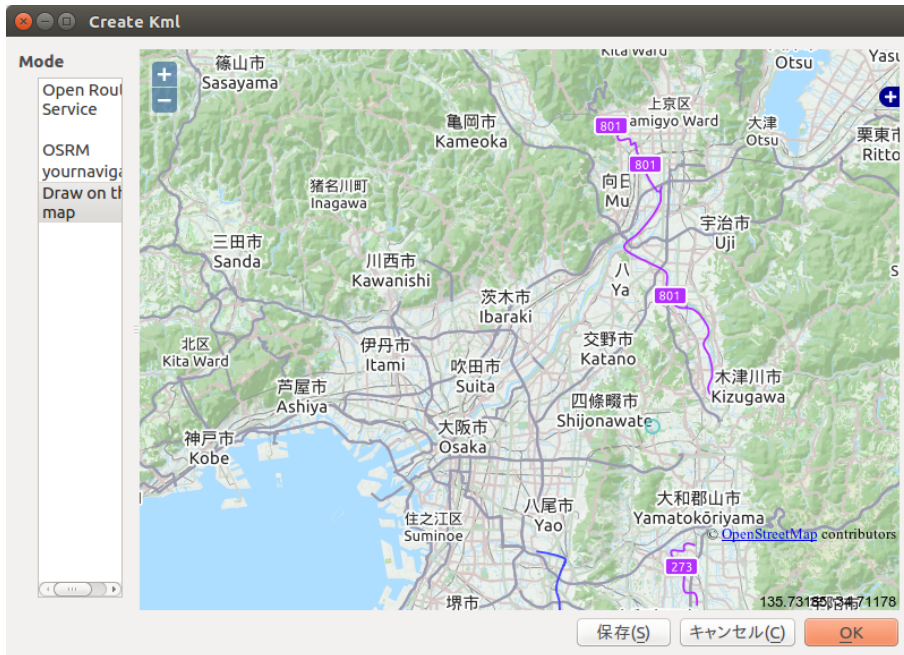 Create Kml
Mode
Open Rout
Service
OSRM
yournaviga
Draw on th
map
+
−
篠山市
Sasayama
Kita Ward
Otsu
Yasu
亀岡市
Kameoka
801
上京区
amigyo Ward
大津
Otsu
栗東市
Ritto
猪名川町
Inagawa
801
向日
Mu
宇治市
Uji
三田市
Sanda
川西市
Kawanishi
茨木市
Ibaraki
八
Ya
801
S
北区
Kita Ward
伊丹市
Itami
吹田市
Suita
交野市
Katano
芦屋市
Ashiya
四條畷市
Shijonawate
木津川市
Kizugawa
神戸市
Kobe
大阪市
Osaka
住之江区
Suminoe
八尾市
Yao
大和郡山市
Yamatokōriyama
© OpenStreetMap contributors
273
堺市
保存(S)
キャンセル(C)
OK